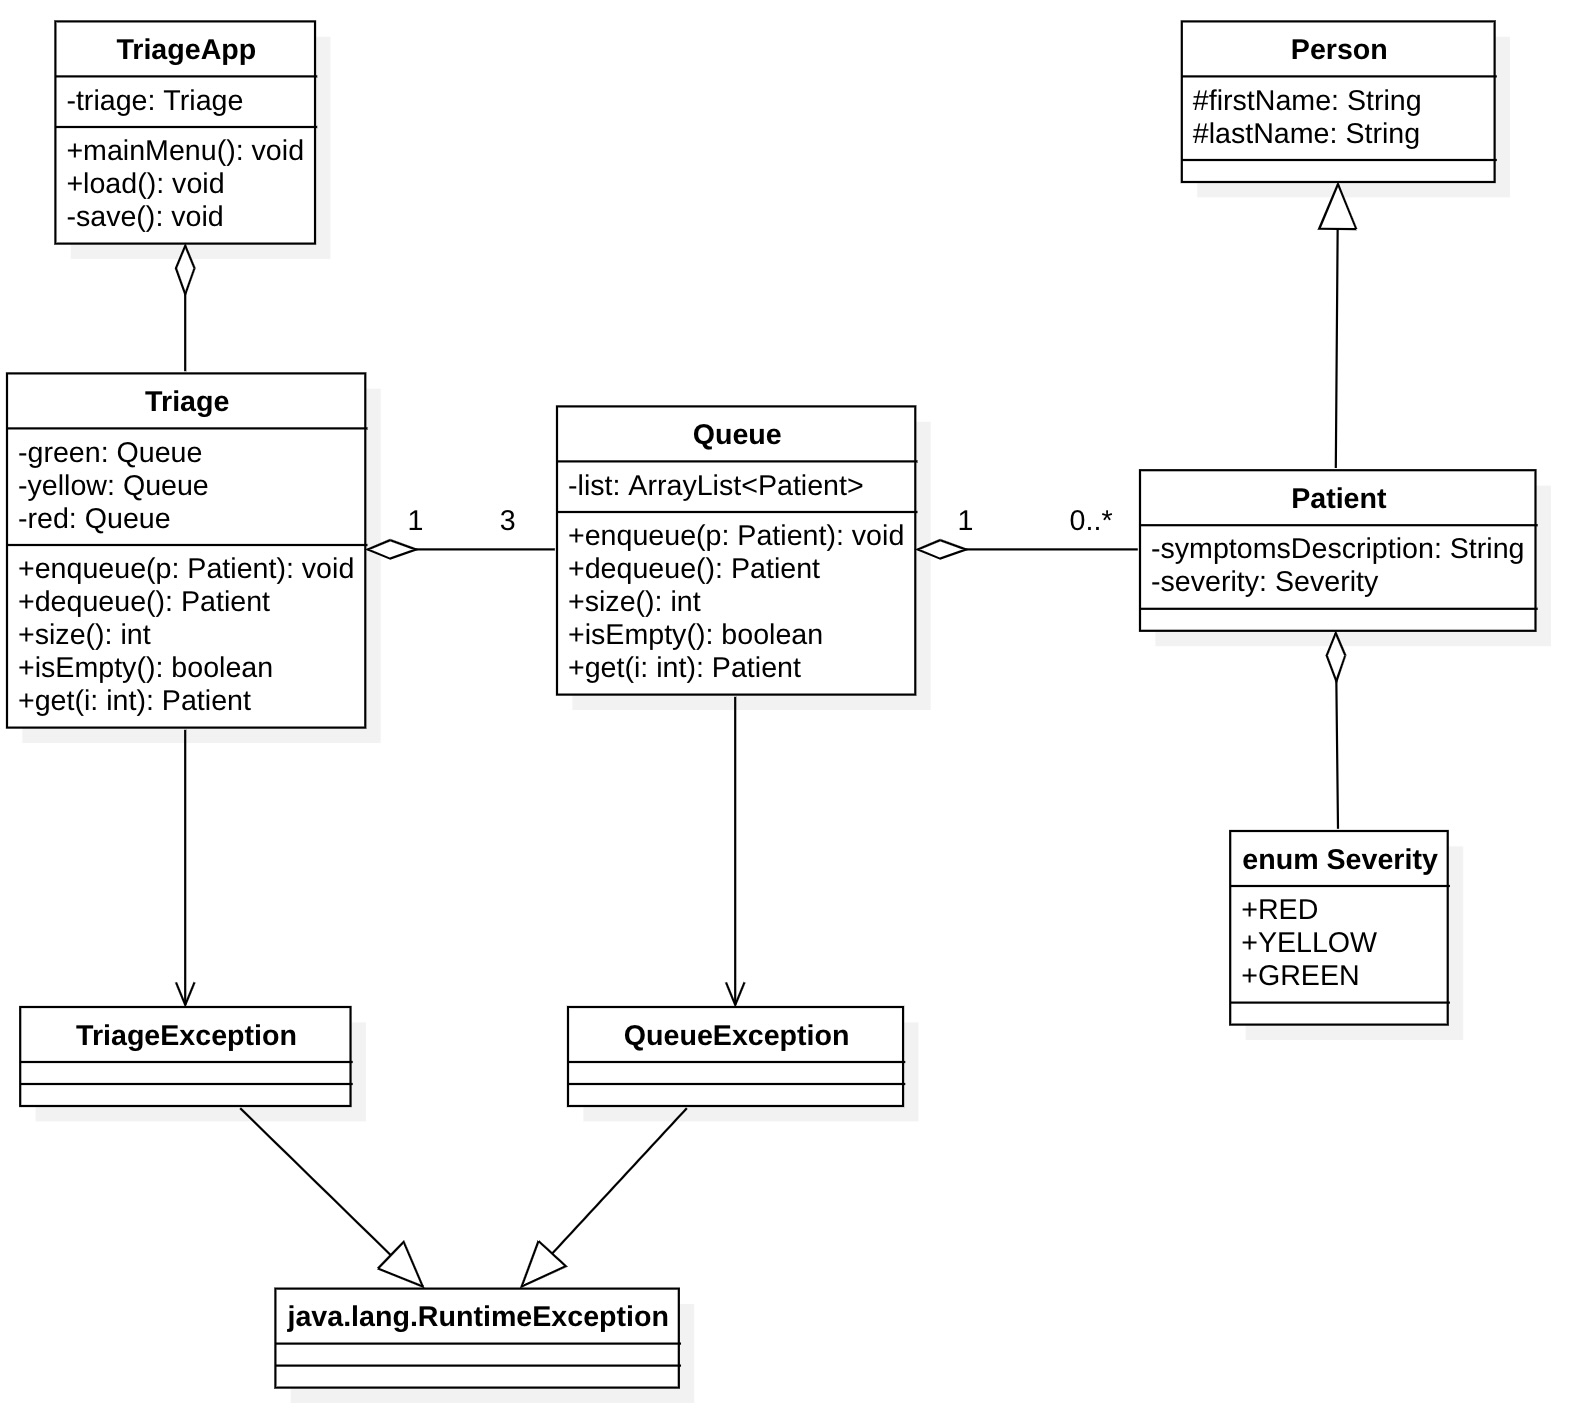 TriageApp
-triage: Triage
+mainMenu(): void
+load(): void
-save(): void
Person
#firstName: String
#lastName: String
Triage
-green: Queue
-yellow: Queue
-red: Queue
+enqueue(p: Patient): void
+dequeue(): Patient
+size(): int
+isEmpty(): boolean
+get(i: int): Patient
1
3
Queue
-list: ArrayList<Patient>
+enqueue(p: Patient): void
+dequeue(): Patient
+size(): int
+isEmpty(): boolean
+get(i: int): Patient
1
0..*
Patient
-symptomsDescription: String
-severity: Severity
enum Severity
+RED
+YELLOW
+GREEN
TriageException
QueueException
java.lang.RuntimeException